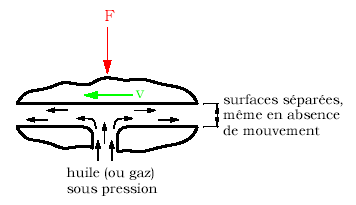 F
v
surfaces séparées,
même en absence
de mouvement
huile (ou gaz)
sous pression